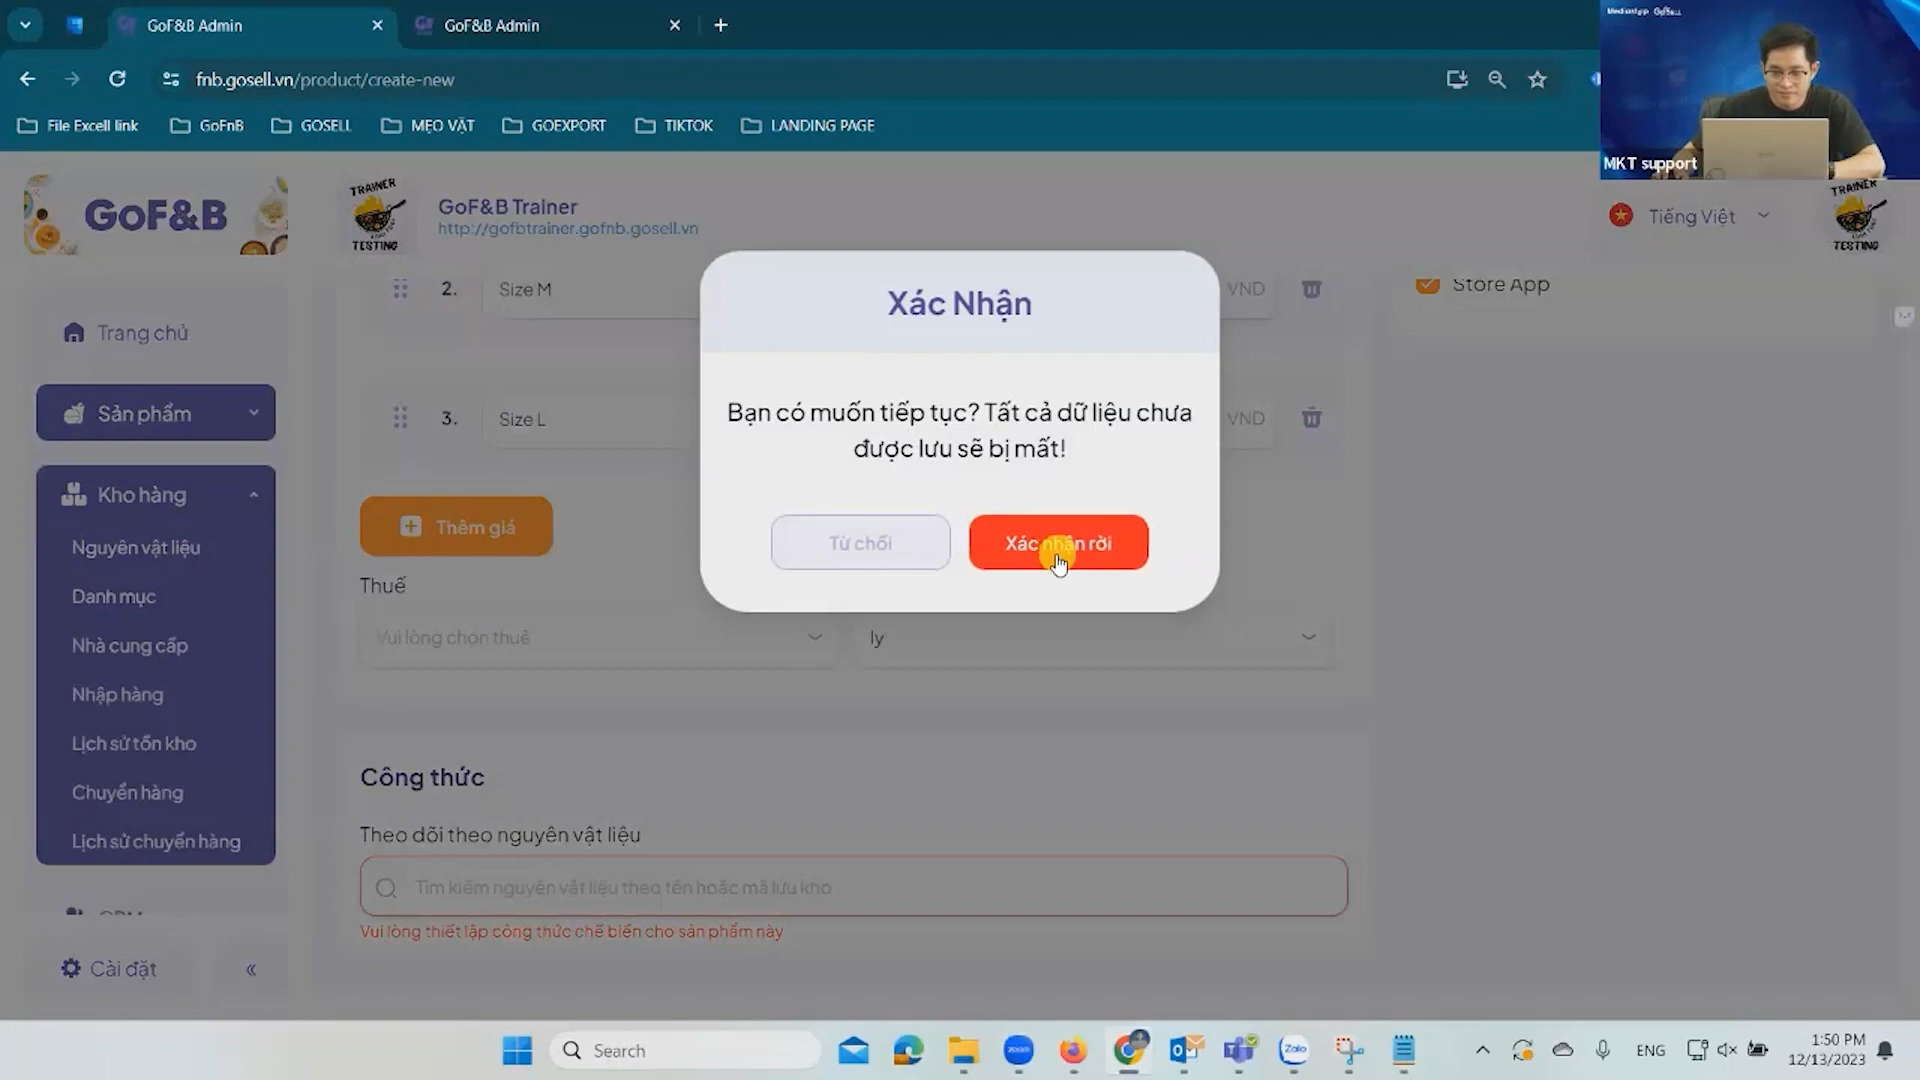 GoF&B Admin
GoF&B Admin
fnb.gosell.vn/product/create-new
File Excell link
GoFnB
GOSELL
MẸO VẶT
GOEXPORT
TIKTOK
LANDING PAGE
MKT support
GoF&B
TRAINER
TESTING
GoF&B Trainer
http://gofbtrainer.gofnb.gosell.vn
Tiếng Việt
TRAINER
TESTING
Trang chủ
Sản phẩm
Kho hàng
Nguyên vật liệu
Danh mục
Nhà cung cấp
Nhập hàng
Lịch sử tồn kho
Chuyển hàng
Lịch sử chuyển hàng
Cài đặt
2.
Size M
VND
3.
Size L
VND
Store App
Thêm giá
Thuế
Vui lòng chọn thuế
ly
Xác Nhận
Bạn có muốn tiếp tục? Tất cả dữ liệu chưa
được lưu sẽ bị mất!
Từ chối
Xác nhận rời
Công thức
Theo dõi theo nguyên vật liệu
Tìm kiếm nguyên vật liệu theo tên hoặc mã lưu kho
Vui lòng thiết lập công thức chế biến cho sản phẩm này
Search
zoom
Zalo
ENG
1:50 PM
12/13/2023